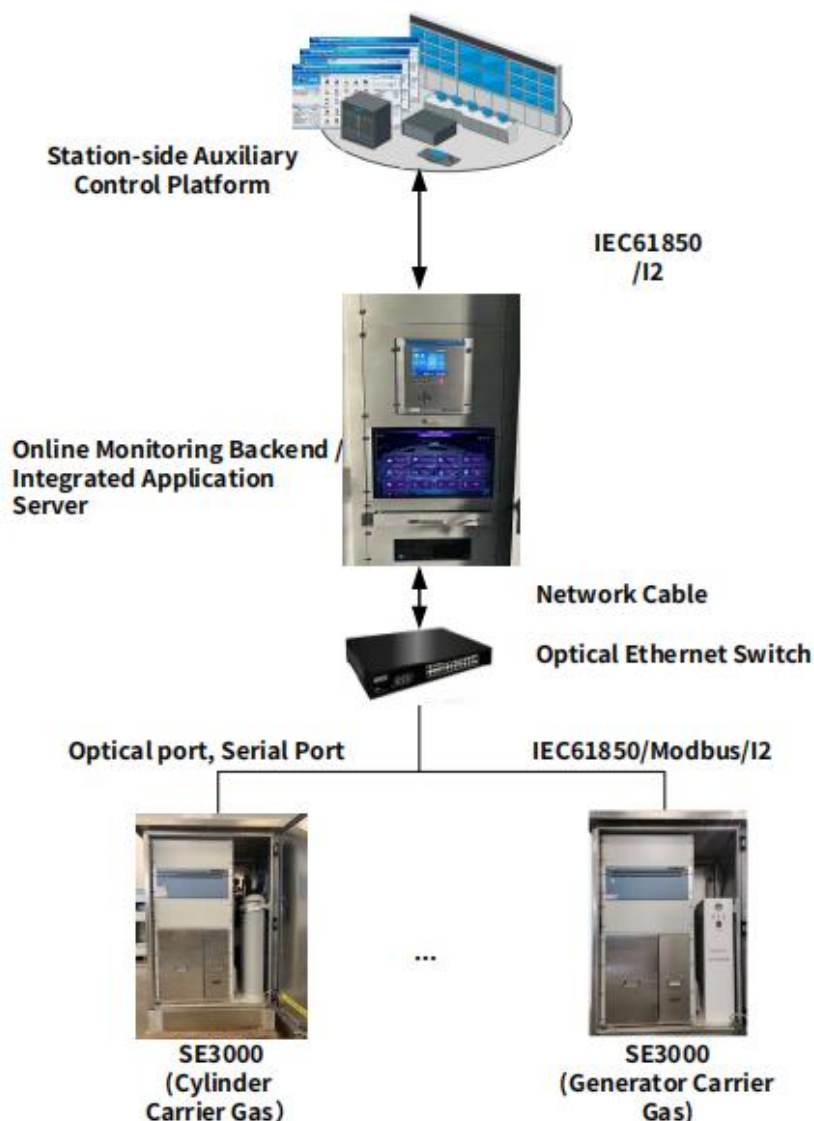 Station-side Auxiliary
Control Platform
IEC61850
/I2
Online Monitoring Backend /
Integrated Application
Server
Network Cable
Optical Ethernet Switch
Optical port, Serial Port
IEC61850/Modbus/I2
...
SE3000
(Cylinder
Carrier Gas）
SE3000
(Generator Carrier
Gas)